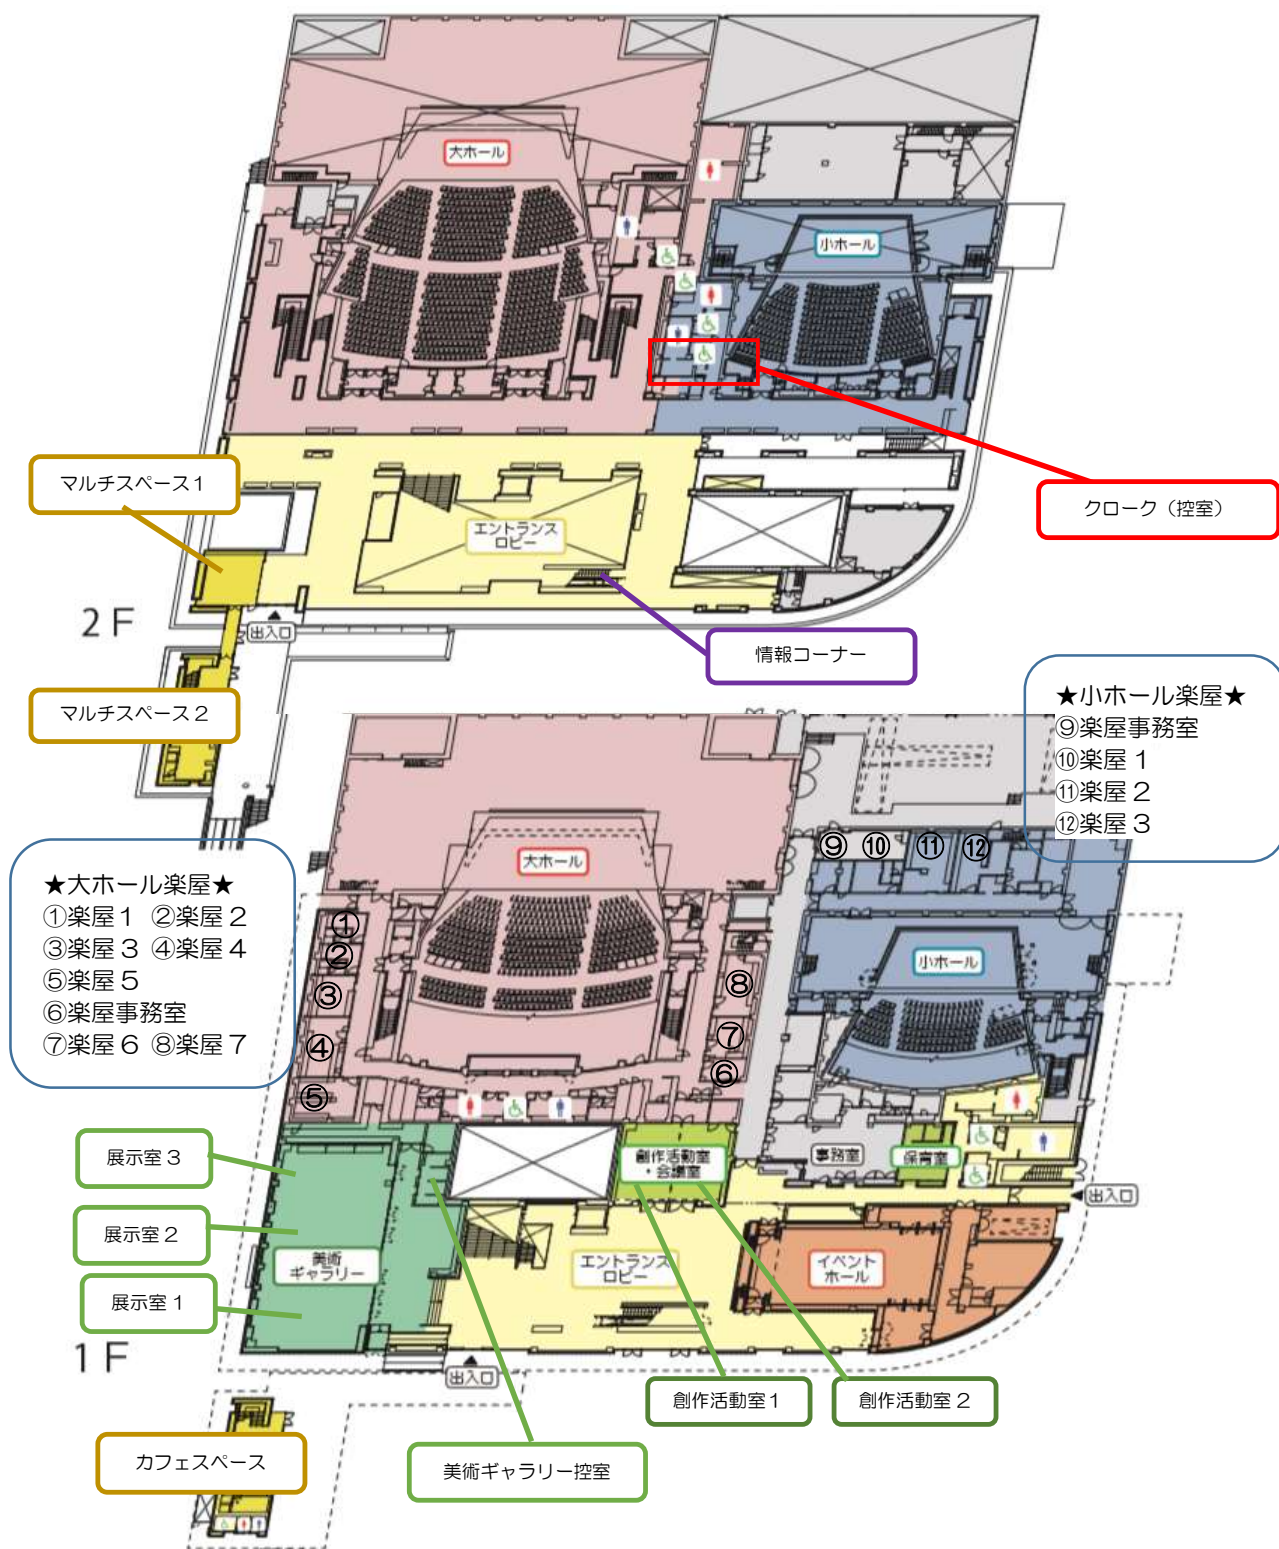 大ホール
小ホール
マルチスペース１
クローク（控室）
エントランス
ロビー
2F
出入口
情報コーナー
マルチスペース２
★小ホール楽屋★
⑨楽屋事務室
⑩楽屋１
⑪楽屋２
⑫楽屋３
⑨ ⑩ ⑪ ⑫
★大ホール楽屋★
①楽屋１ ②楽屋２
③楽屋３ ④楽屋４
⑤楽屋５
⑥楽屋事務室
⑦楽屋６ ⑧楽屋７
大ホール
①
②
③
④
⑤
⑧
⑦
⑥
小ホール
展示室３
展示室２
展示室１
創作活動室
・会議室
事務室
保育室
出入口
美術
ギャラリー
エントランス
ロビー
イベント
ホール
1F
出入口
創作活動室１
創作活動室２
カフェスペース
美術ギャラリー控室